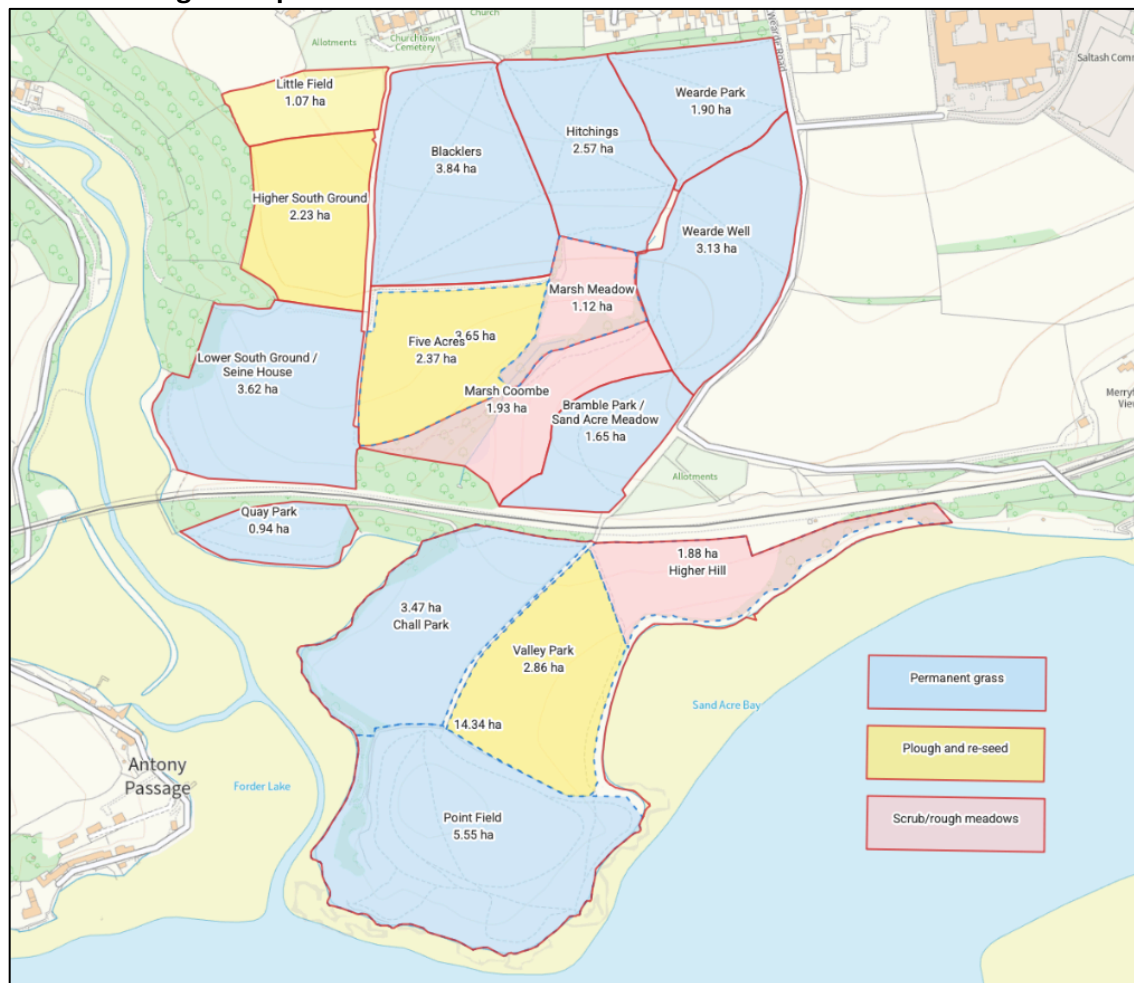 Allotments
Churchtown
Cemetery
Church
Wearde Road
Saltash Comm
Little Field
1.07 ha
Wearde Park
1.90 ha
Hitchings
2.57 ha
Blacklers
3.84 ha
Higher South Ground
2.23 ha
Wearde Well
3.13 ha
Marsh Meadow
1.12 ha
3.65 ha
Five Acres
2.37 ha
Lower South Ground /
Seine House
3.62 ha
Marsh Coombe
1.93 ha
Bramble Park /
Sand Acre Meadow
1.65 ha
View
Allotments
Quay Park
0.94 ha
1.88 ha
Higher Hill
3.47 ha
Chall Park
Valley Park
2.86 ha
14.34 ha
Sand Acre Bay
Permanent grass
Plough and re-seed
Scrub/rough meadows
Antony
Passage
Forder Lake
Point Field
5.55 ha